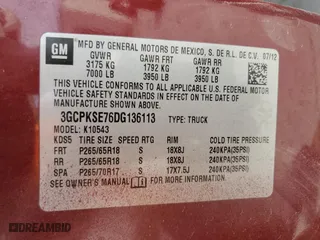 GM
MFD BY GENERAL MOTORS DE MEXICO, S. DE R.L. DE C.V. 07/12
GVWR GAWR FRT GAWR RR
3175 KG 1792 KG 1792 KG
7000 LB 3950 LB 3950 LB
THIS VEHICLE CONFORMS TO ALL APPLICABLE U.S. FEDERAL MOTOR
VEHICLE SAFETY AND THEFT PREVENTION STANDARDS IN
EFFECT ON THE DATE OF MANUFACTURE SHOWN ABOVE.
3GCPKSE76DG136113 TYPE: TRUCK
MODEL: K10543
KDS5 TIRE SIZE SPEED RTG RIM COLD TIRE PRESSURE
FRT P265/65R18 S 18X8J 240KPA(35PSI)
RR P265/65R18 S 18X8J 240KPA(35PSI)
SPA P265/70R17 S 17X7.5J 240KPA(35PSI)
SEE OWNER'S MANUAL FOR ADDITIONAL INFORMATION.